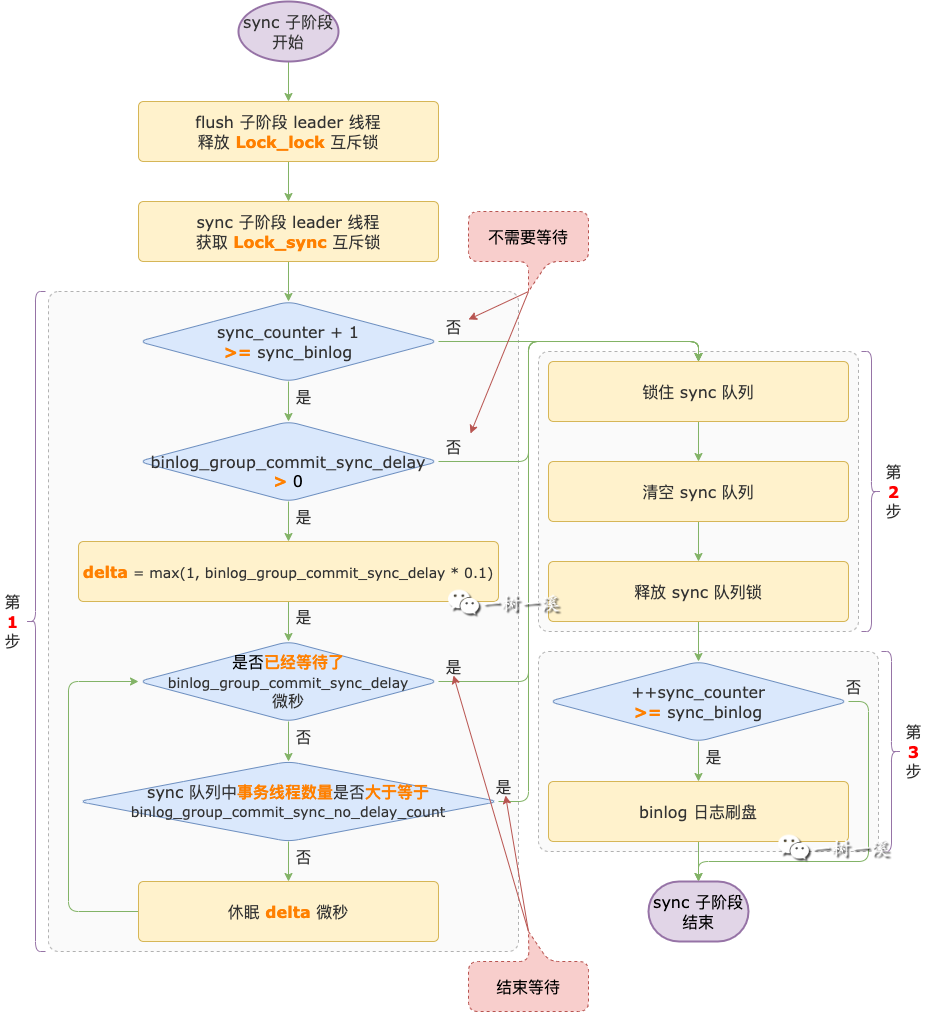 sync 子阶段
开始
flush 子阶段 leader 线程
释放 Lock_lock 互斥锁
sync 子阶段 leader 线程
获取 Lock_sync 互斥锁
不需要等待
sync_counter + 1
>= sync_binlog
否
是
binlog_group_commit_sync_delay
> 0
否
是
delta = max(1, binlog_group_commit_sync_delay * 0.1)
是
是否已经等待了
binlog_group_commit_sync_delay
微秒
是
否
sync 队列中事务线程数量是否大于等于
binlog_group_commit_sync_no_delay_count
是
否
休眠 delta 微秒
结束等待
第
1
步
锁住 sync 队列
清空 sync 队列
释放 sync 队列锁
第
2
步
一树一溪
++sync_counter
>= sync_binlog
否
是
binlog 日志刷盘
第
3
步
一树一溪
sync 子阶段
结束